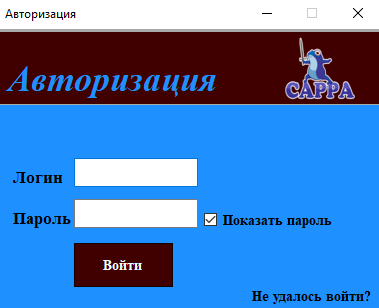 Авторизация
Авторизация
САРРА
Логин
Пароль
Показать пароль
Войти
Не удалось войти?